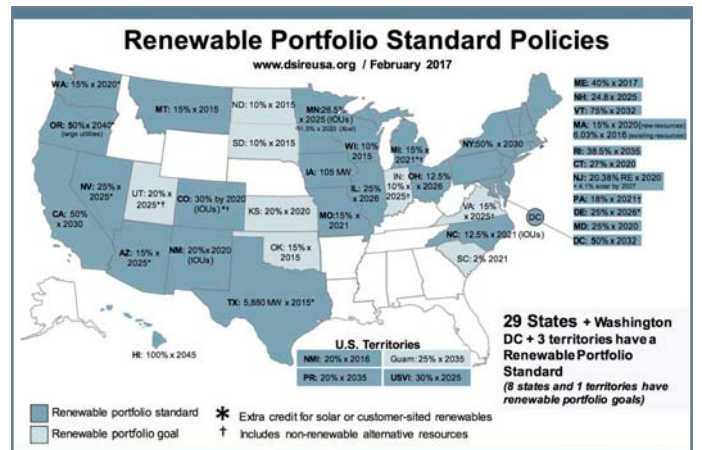 Renewable Portfolio Standard Policies
www.dsireusa.org / February 2017
WA: 15% x 2020*
OR: 50% x 2040*
(large utilities)
CA: 50%
x 2030
NV: 25% x
2025*
AZ: 15% x
2025*
UT: 20% x
2025*†
MT: 15% x 2015
CO: 30% by 2020
(IOUs) *†
NM: 20%x 2020
(IOUs)
ND: 10% x 2015
SD: 10% x 2015
KS: 20% x 2020
OK: 15% x
2015
TX: 5,880 MW x 2015*
MN:26.5%
x 2025 (IOUs)
31.5% x 2020 (Xcel)
IA: 105 MW
MO:15% x
2021
WI: 10%
2015
IL: 25%
x 2026
MI: 15% x
2021*†
IN:
10% x
2025†
OH: 12.5%
x 2026
NY:50% x 2030
VA: 15%
x 2025†
NC: 12.5% x 2021 (IOUs)
SC: 2% 2021
DC
HI: 100% x 2045
ME: 40% x 2017
NH: 24.8 x 2025
VT: 75% x 2032
MA: 15% x 2020(new resources)
6.03% x 2016 (existing resources)
RI: 38.5% x 2035
CT: 27% x 2020
NJ: 20.38% RE x 2020
+ 4.1% solar by 2027
PA: 18% x 2021†
DE: 25% x 2026*
MD: 25% x 2020
DC: 50% x 2032
U.S. Territories
NMI: 20% x 2016
Guam: 25% x 2035
PR: 20% x 2035
USVI: 30% x 2025
29 States + Washington
DC + 3 territories have a
Renewable Portfolio
Standard
(8 states and 1 territories have
renewable portfolio goals)
Renewable portfolio standard
Renewable portfolio goal
* Extra credit for solar or customer-sited renewables
† Includes non-renewable alternative resources